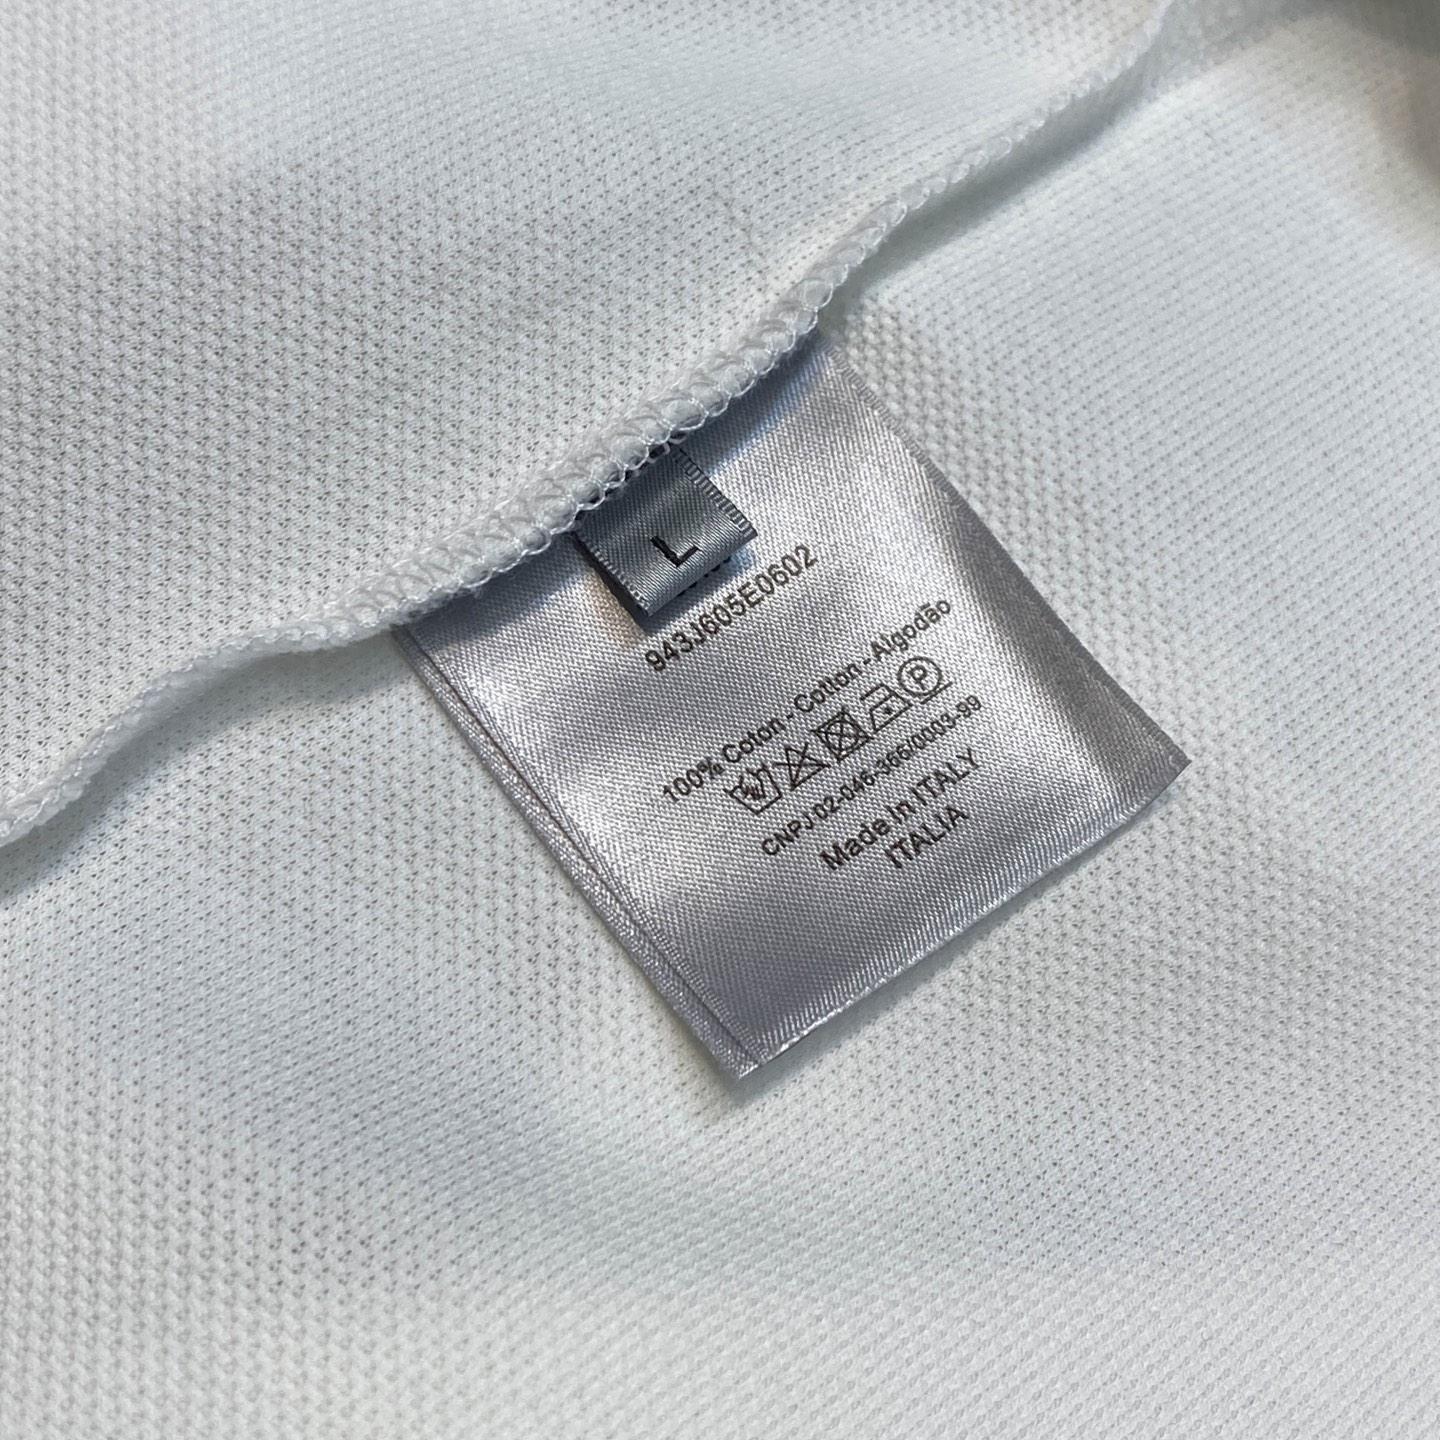 L
943J605E0602
100% Coton - Cotton - Algodão
P
CNPJ 02-046-366/0003-99
Made In ITALY
ITALIA